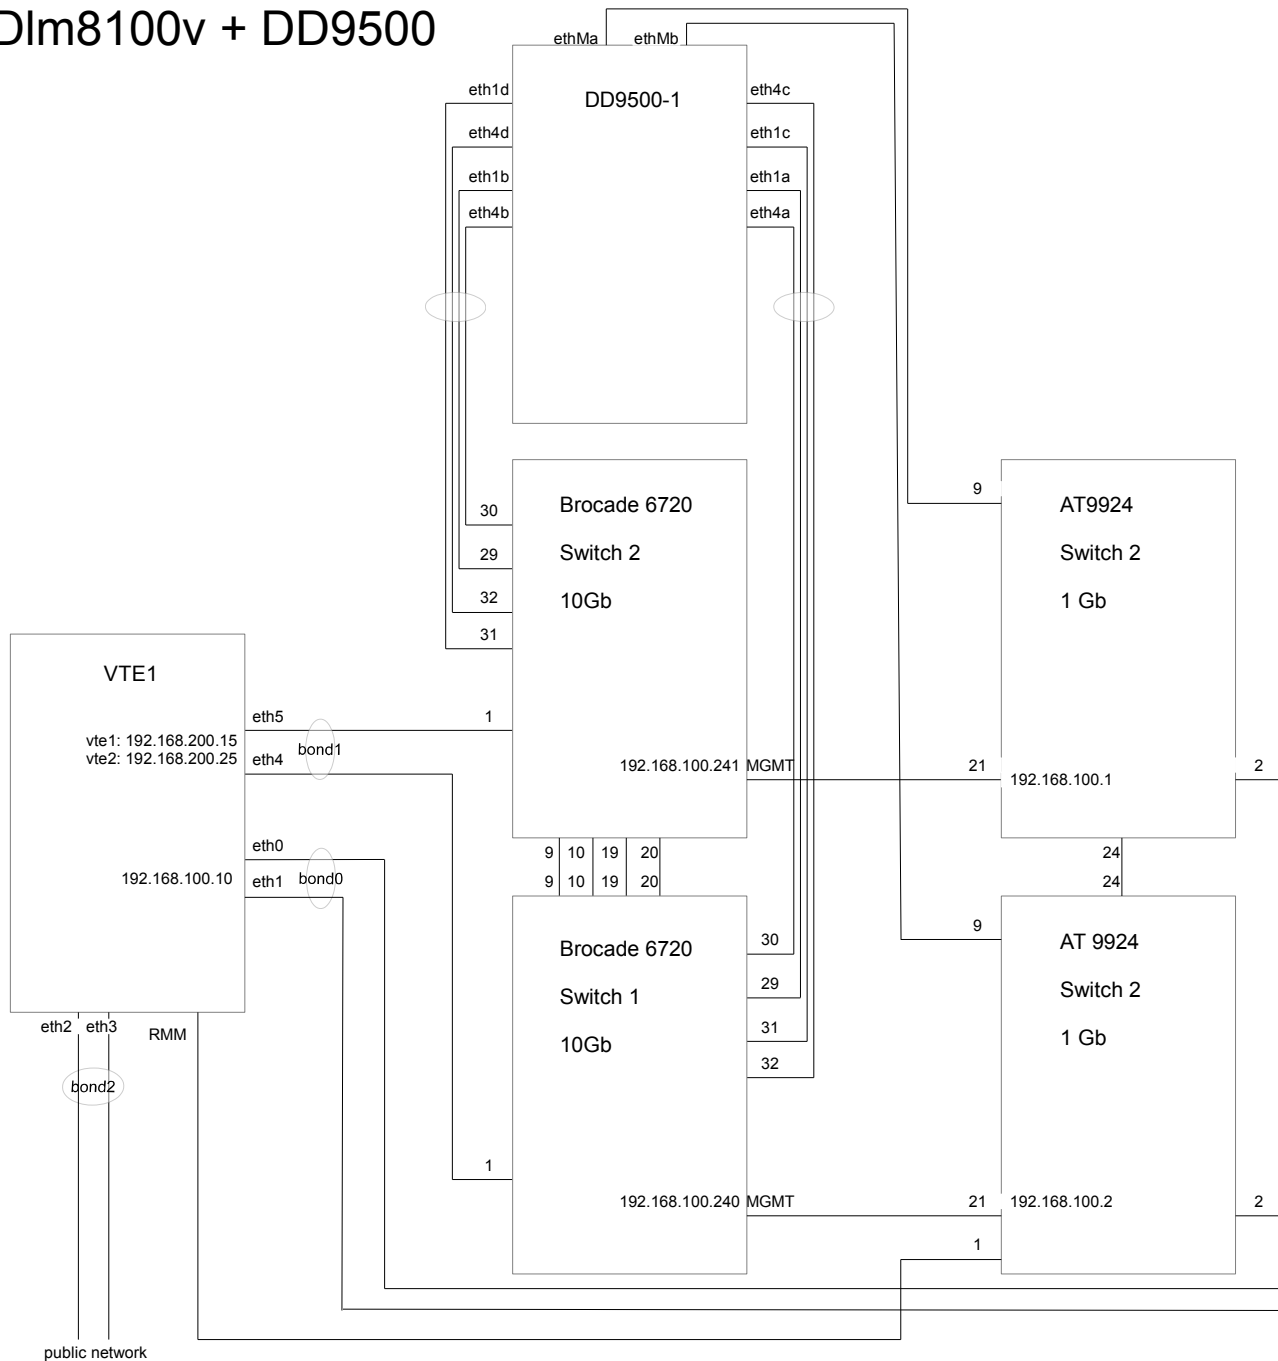 Dlm8100v + DD9500
ethMa
ethMb
DD9500-1
eth1d
eth4d
eth1b
eth4b
eth4c
eth1c
eth1a
eth4a
Brocade 6720
Switch 2
10Gb
30
29
32
31
1
192.168.100.241 MGMT
9 10 19 20
AT9924
Switch 2
1 Gb
9
21
192.168.100.1
2
24
VTE1
vte1: 192.168.200.15
vte2: 192.168.200.25
192.168.100.10
eth5
eth4
bond1
eth0
eth1
bond0
eth2 eth3
RMM
bond2
public network
9 10 19 20
Brocade 6720
Switch 1
10Gb
30
29
31
32
1
192.168.100.240 MGMT
24
AT 9924
Switch 2
1 Gb
9
21
192.168.100.2
2
1